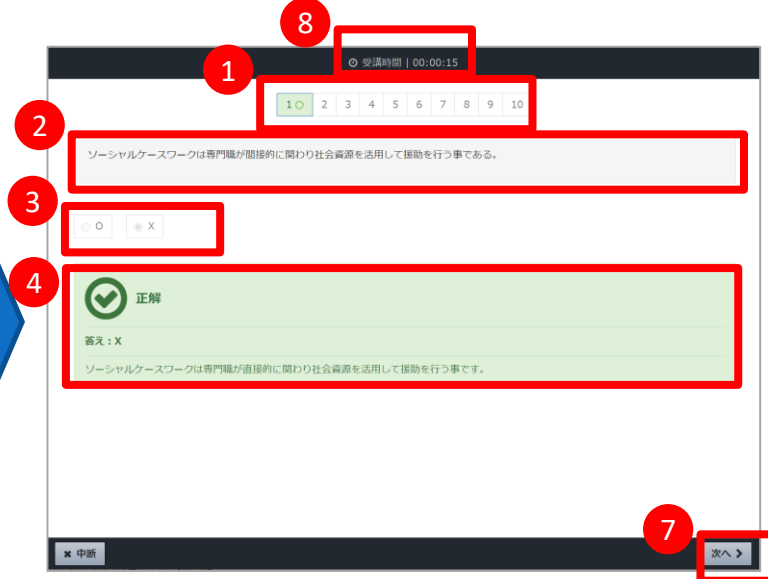 8
受講時間 | 00:00:15
1
1 2 3 4 5 6 7 8 9 10
2
ソーシャルケースワークは専門職が間接的に関わり社会資源を活用して援助を行う事である。
3
O X
4
正解
答え：X
ソーシャルケースワークは専門職が直接的に関わり社会資源を活用して援助を行う事です。
7
✖ 中断
次へ ❯